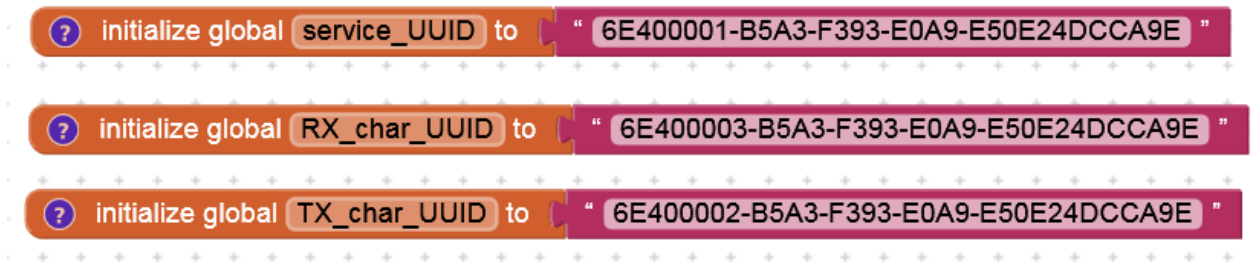 ? initialize global service_UUID to " 6E400001-B5A3-F393-E0A9-E50E24DCCA9E "
? initialize global RX_char_UUID to " 6E400003-B5A3-F393-E0A9-E50E24DCCA9E "
? initialize global TX_char_UUID to " 6E400002-B5A3-F393-E0A9-E50E24DCCA9E "